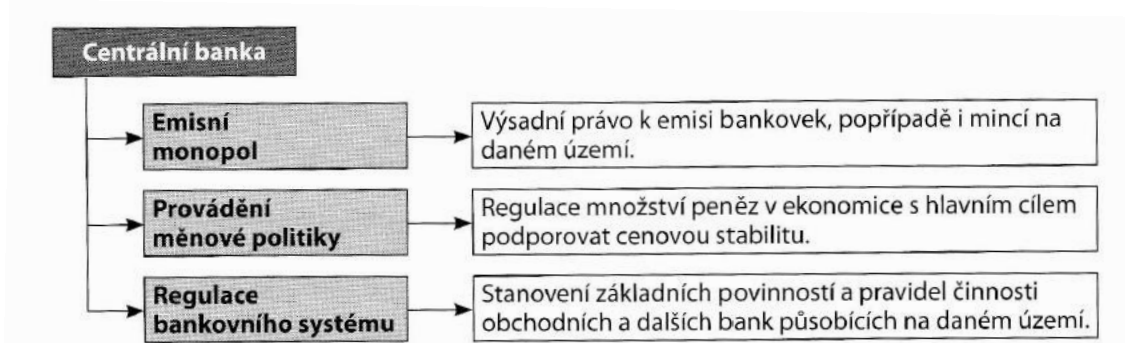 Centrální banka
Emisní
monopol
Výsadní právo k emisi bankovek, popřípadě i mincí na
daném území.
Provádění
měnové politiky
Regulace množství peněz v ekonomice s hlavním cílem
podporovat cenovou stabilitu.
Regulace
bankovního systému
Stanovení základních povinností a pravidel činnosti
obchodních a dalších bank působících na daném území.